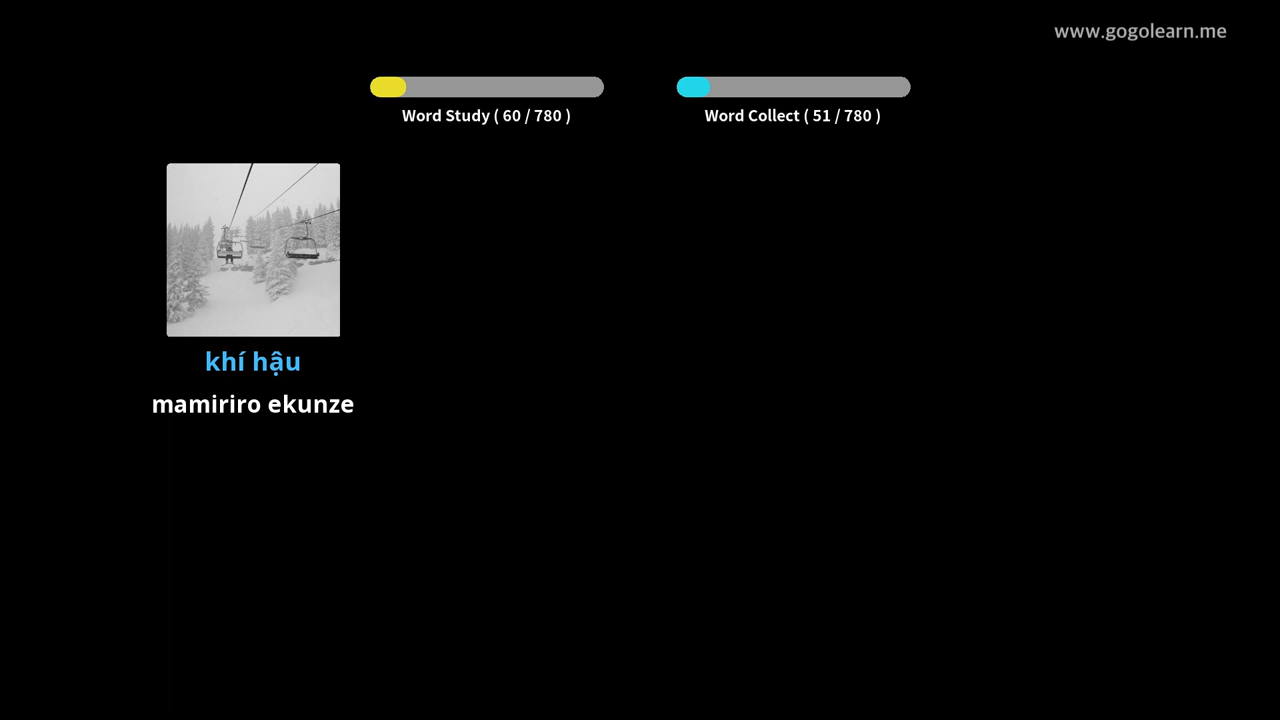 www.gogolearn.me
Word Study ( 60 / 780 )
Word Collect ( 51 / 780 )
khí hậu
mamiriro ekunze